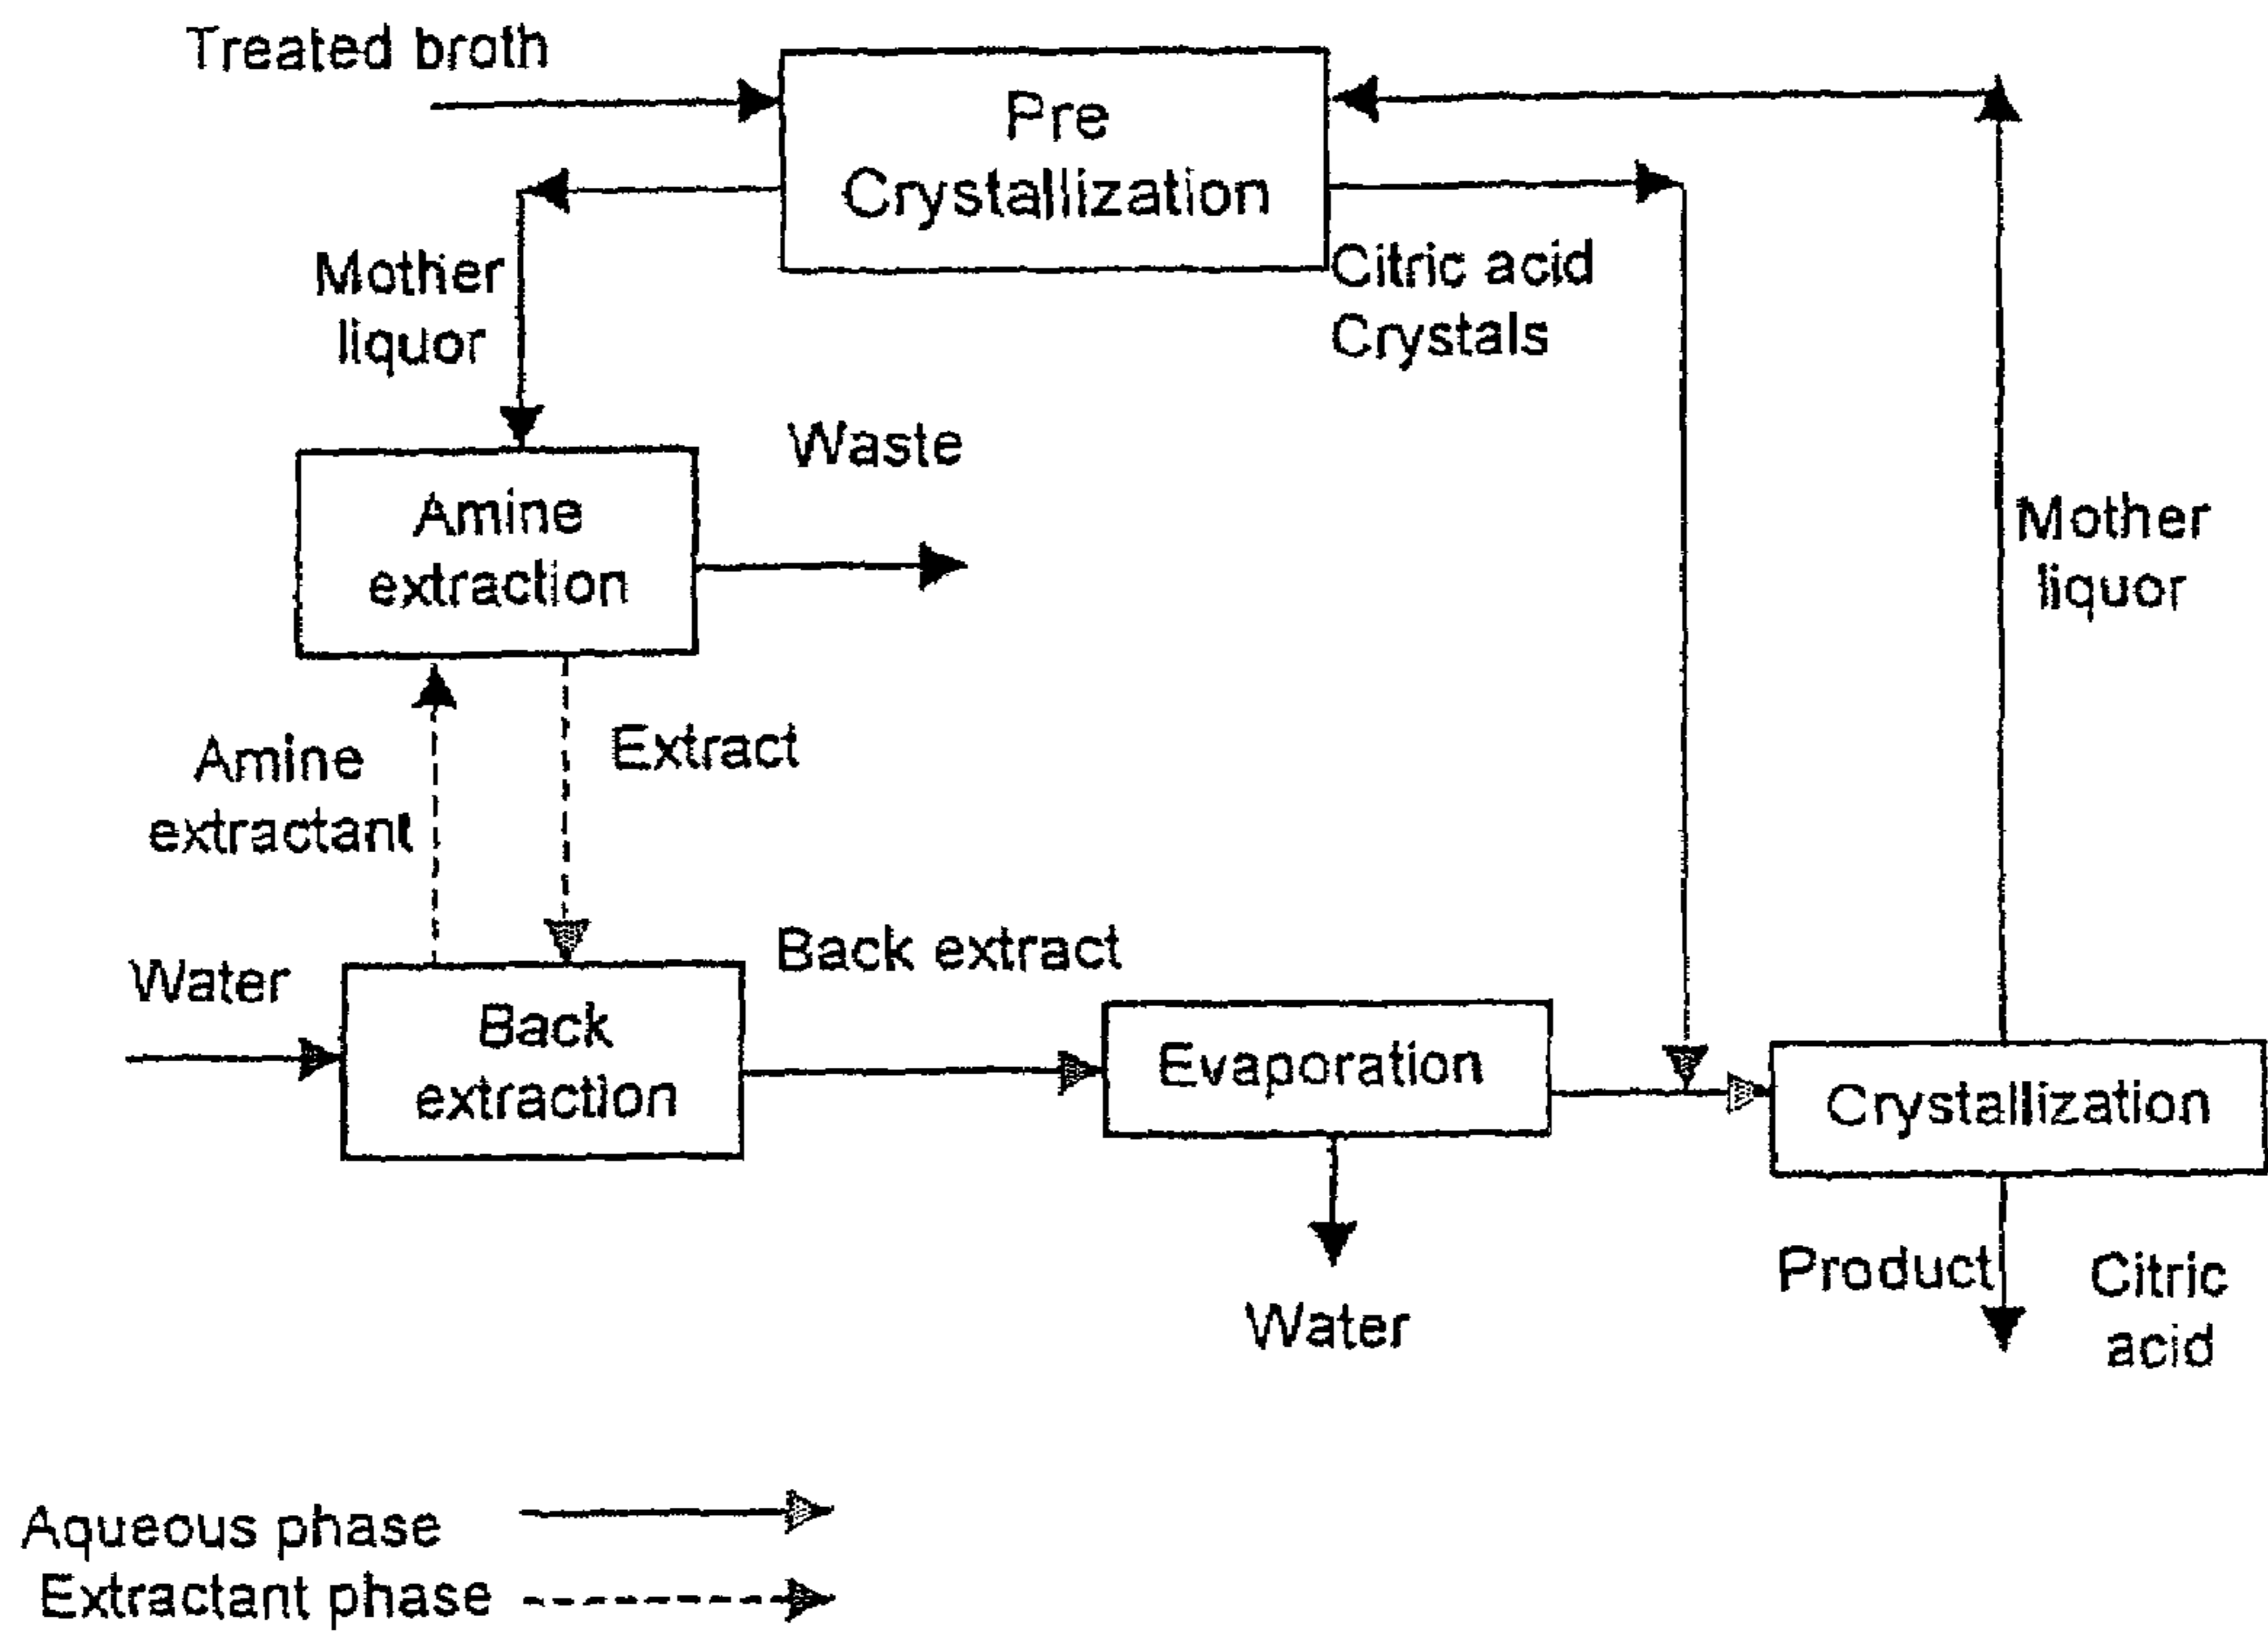 Treated broth
Pre
Crystallization
Mother
liquor
Citric acid
Crystals
Waste
Amine
extraction
Mother
liquor
Amine
extractant
Extract
Water
Back
extraction
Back extract
Evaporation
Crystallization
Water
Product
Citric
acid
Aqueous phase
Extractant phase